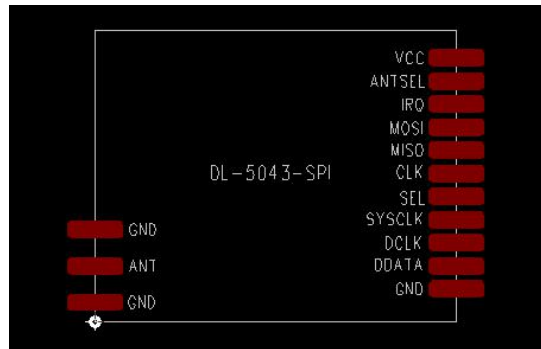 VCC
ANTSEL
IRQ
MOSI
MISO
DL-5043-SPI
CLK
SEL
SYSCLK
GND
DCLK
ANT
DDATA
GND
GND